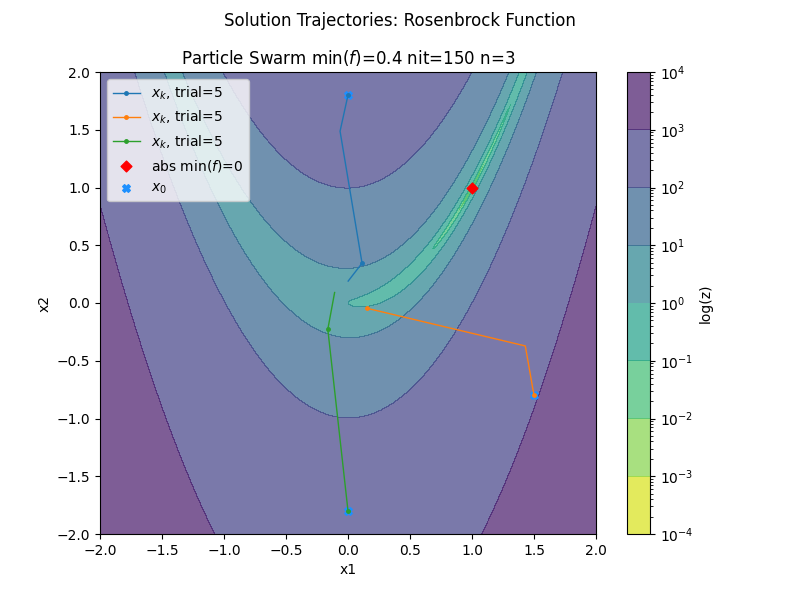 Solution Trajectories: Rosenbrock Function
Particle Swarm min(f)=0.4 nit=150 n=3
x_k, trial=5
x_k, trial=5
x_k, trial=5
abs min(f)=0
x_0
2.0
1.5
1.0
0.5
0.0
−0.5
−1.0
−1.5
−2.0
x2
−2.0 −1.5 −1.0 −0.5 0.0 0.5 1.0 1.5 2.0
x1
10^4
10^3
10^2
10^1
10^0
10^−1
10^−2
10^−3
10^−4
log(z)